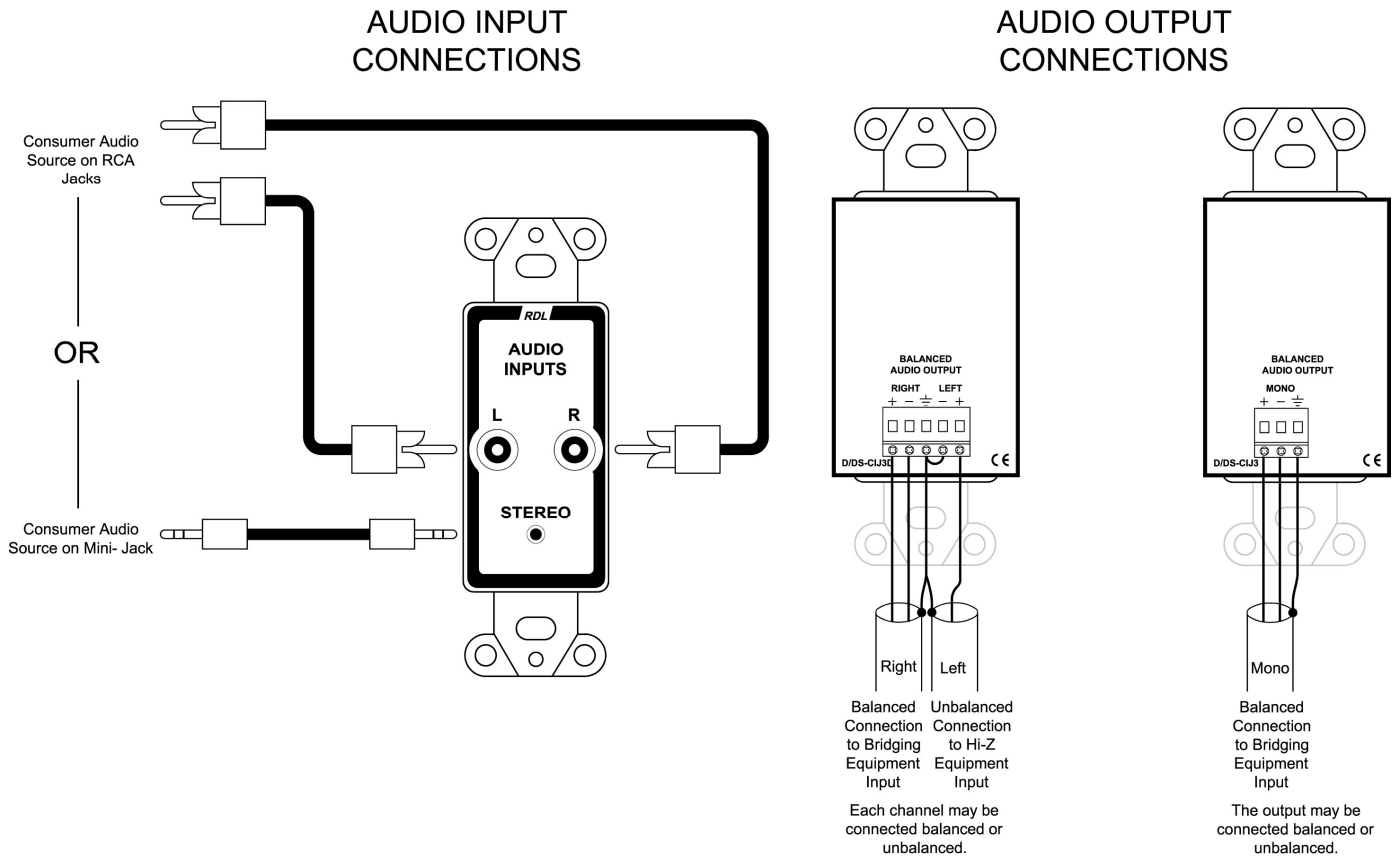 AUDIO INPUT
CONNECTIONS
Consumer Audio
Source on RCA
Jacks
OR
Consumer Audio
Source on Mini- Jack
RDL
AUDIO
INPUTS
L R
STEREO
AUDIO OUTPUT
CONNECTIONS
BALANCED
AUDIO OUTPUT
RIGHT LEFT
+ − ⏚ − +
D/DS-CIJ3D CE
Right Left
Balanced
Connection
to Bridging
Equipment
Input
Unbalanced
Connection
to Hi-Z
Equipment
Input
Each channel may be
connected balanced or
unbalanced.
BALANCED
AUDIO OUTPUT
MONO
+ − ⏚
D/DS-CIJ3 CE
Mono
Balanced
Connection
to Bridging
Equipment
Input
The output may be
connected balanced or
unbalanced.